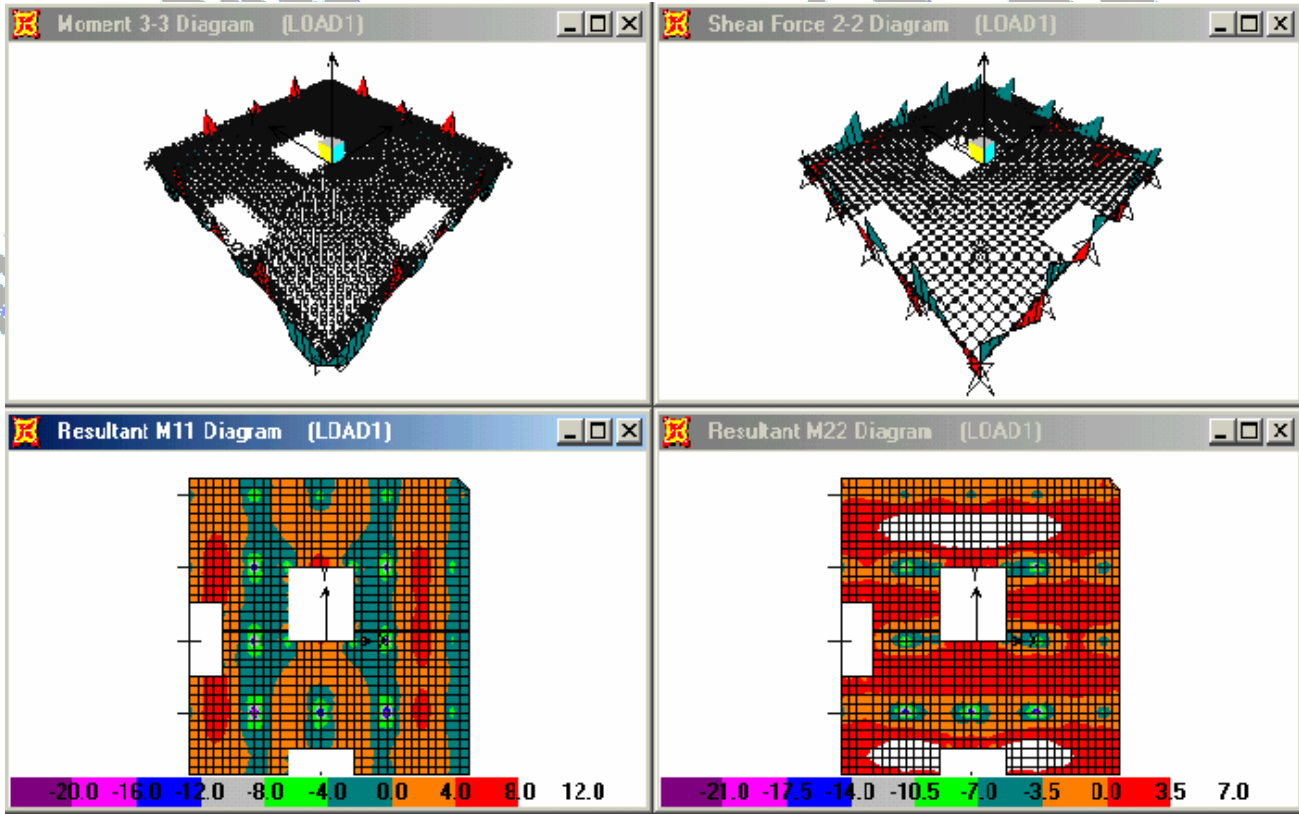 Moment 3-3 Diagram (LOAD1)
Shear Force 2-2 Diagram (LOAD1)
Resultant M11 Diagram (LOAD1)
Resultant M22 Diagram (LOAD1)
-20.0 -16.0 -12.0 -8.0 -4.0 0.0 4.0 8.0 12.0
-21.0 -17.5 -14.0 -10.5 -7.0 -3.5 0.0 3.5 7.0